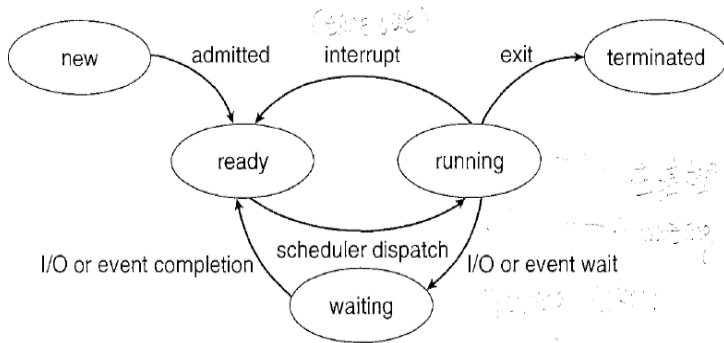 new
admitted
interrupt
exit
terminated
ready
running
I/O or event completion
scheduler dispatch
I/O or event wait
waiting